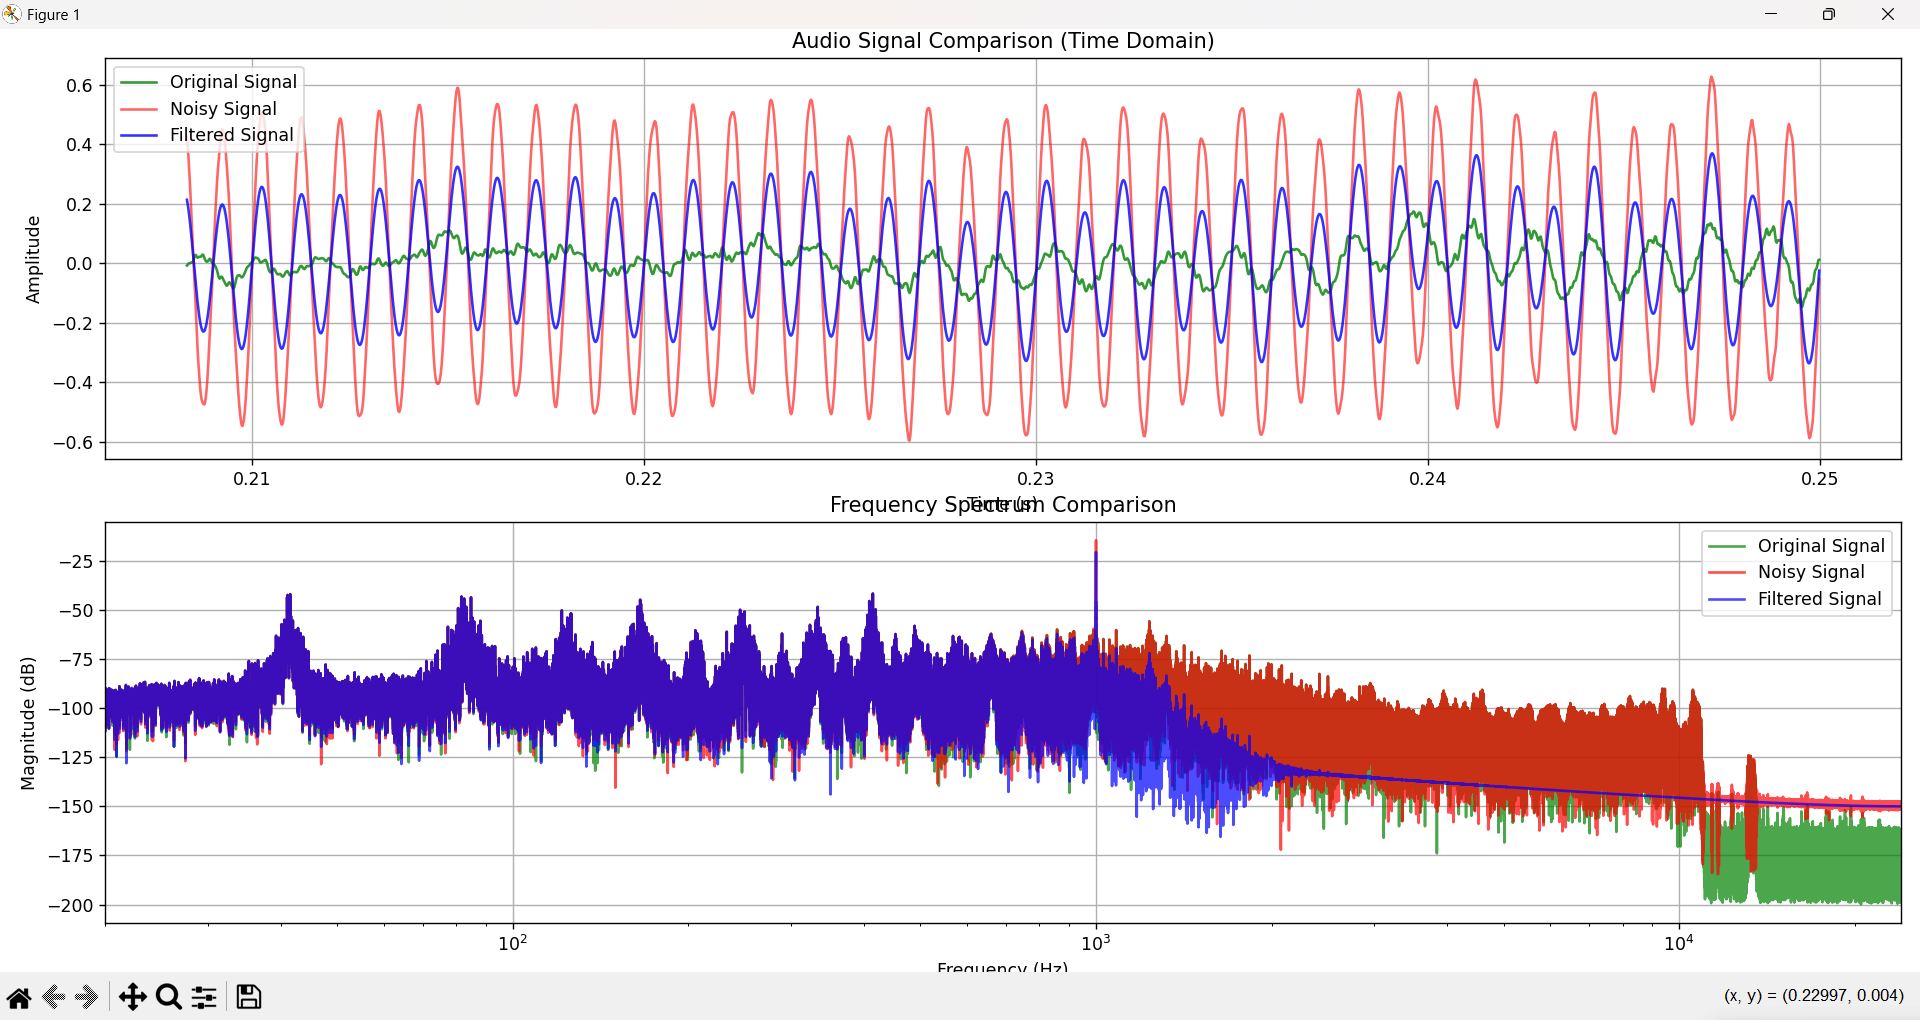 Figure 1
Audio Signal Comparison (Time Domain)
Original Signal
Noisy Signal
Filtered Signal
Amplitude
0.6
0.4
0.2
0.0
−0.2
−0.4
−0.6
0.21 0.22 0.23 0.24 0.25
Time (s)
Frequency Spectrum Comparison
Original Signal
Noisy Signal
Filtered Signal
Magnitude (dB)
−25
−50
−75
−100
−125
−150
−175
−200
10² 10³ 10⁴
Frequency (Hz)
(x, y) = (0.22997, 0.004)